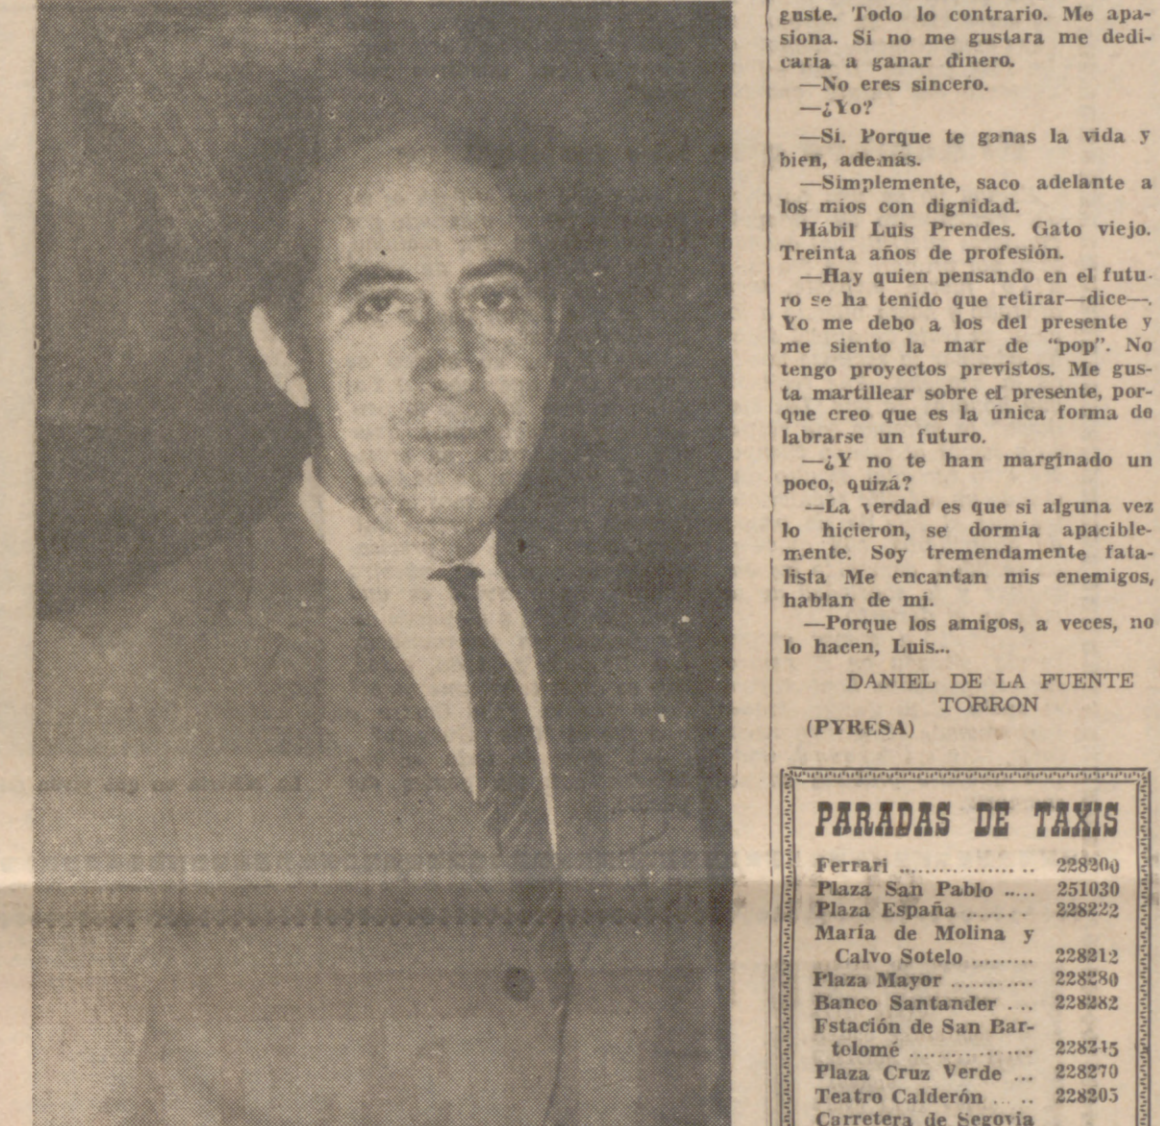 guste. Todo lo contrario. Me apa-
siona. Si no me gustara me dedi-
caría a ganar dinero.
—No eres sincero.
—¿Yo?
—Sí. Porque te ganas la vida y
bien, además.
—Simplemente, saco adelante a
los míos con dignidad.
Hábil Luis Prendes. Gato viejo.
Treinta años de profesión.
—Hay quien pensando en el futu-
ro se ha tenido que retirar—dice—.
Yo me debo a los del presente y
me siento la mar de "pop". No
tengo proyectos previstos. Me gus-
ta martillear sobre el presente, por-
que creo que es la única forma de
labrarse un futuro.
—¿Y no te han marginado un
poco, quizá?
—La verdad es que si alguna vez
lo hicieron, se dormía apacible-
mente. Soy tremendamente fata-
lista Me encantan mis enemigos,
hablan de mí.
—Porque los amigos, a veces, no
lo hacen, Luis...
DANIEL DE LA FUENTE
TORRON
(PYRESA)
PARADAS DE TAXIS
Ferrari ................. 228200
Plaza San Pablo ..... 251030
Plaza España ........ 228222
María de Molina y
Calvo Sotelo ......... 228212
Plaza Mayor ............ 228280
Banco Santander .... 228282
Estación de San Bar-
tolomé ................ 228245
Plaza Cruz Verde ... 228270
Teatro Calderón ..... 228205
Carretera de Segovia